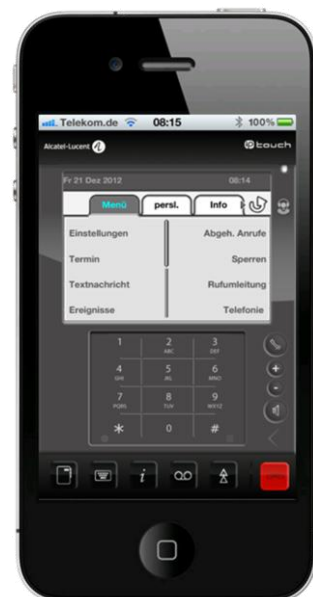 Telekom.de 08:15 100%
Alcatel-Lucent touch
Fr 21 Dez 2012 08:14
Menü persl. Info
Einstellungen Abgeh. Anrufe
Termin Sperren
Textnachricht Rufumleitung
Ereignisse Telefonie
1 2 3
ABC DEF
4 5 6
GHI JKL MNO
7 8 9
PQRS TUV WXYZ
* 0 #
+
-
i